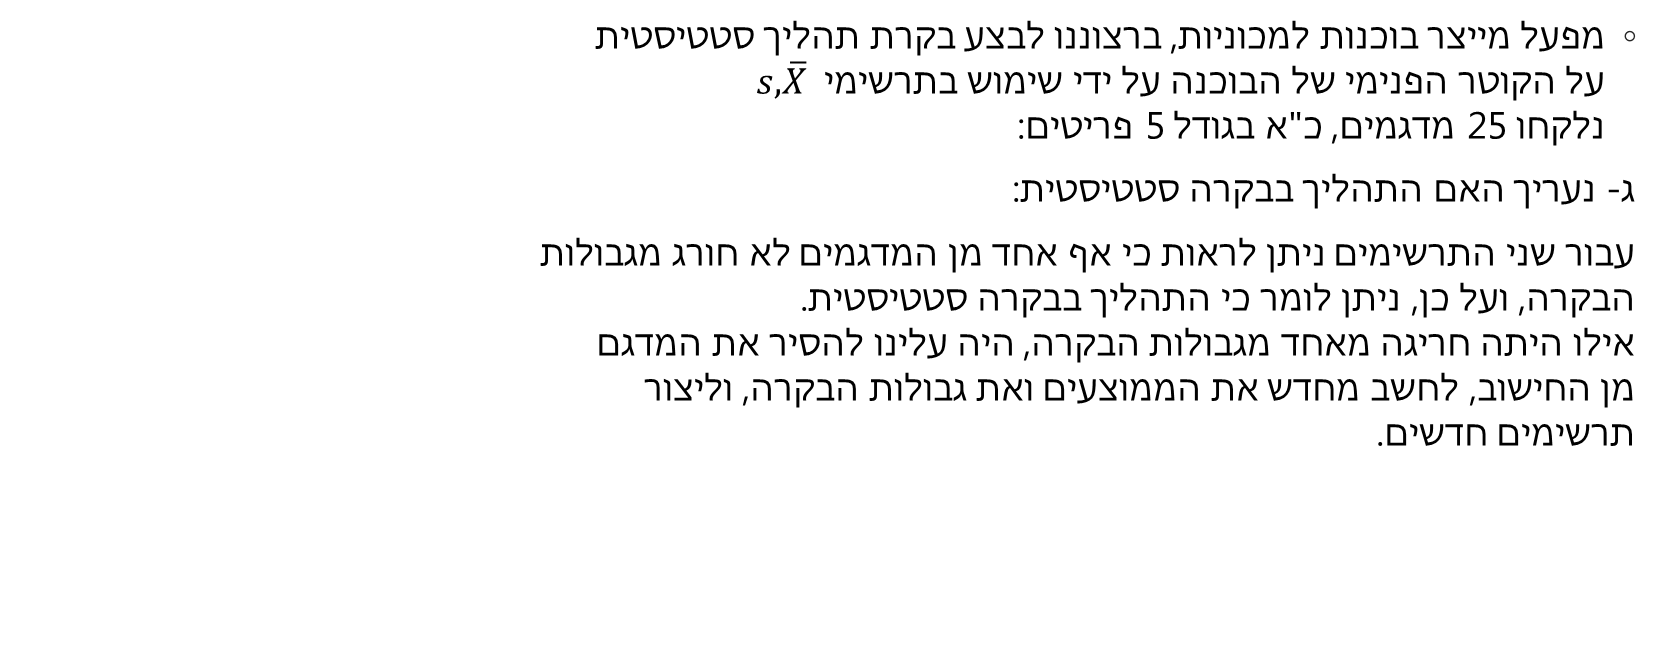 ◦ מפעל מייצר בוכנות למכוניות, ברצוננו לבצע בקרת תהליך סטטיסטית
על הקוטר הפנימי של הבוכנה על ידי שימוש בתרשימי s,X̅
נלקחו 25 מדגמים, כ"א בגודל 5 פריטים:
ג- נעריך האם התהליך בבקרה סטטיסטית:
עבור שני התרשימים ניתן לראות כי אף אחד מן המדגמים לא חורג מגבולות
הבקרה, ועל כן, ניתן לומר כי התהליך בבקרה סטטיסטית.
אילו היתה חריגה מאחד מגבולות הבקרה, היה עלינו להסיר את המדגם
מן החישוב, לחשב מחדש את הממוצעים ואת גבולות הבקרה, וליצור
תרשימים חדשים.